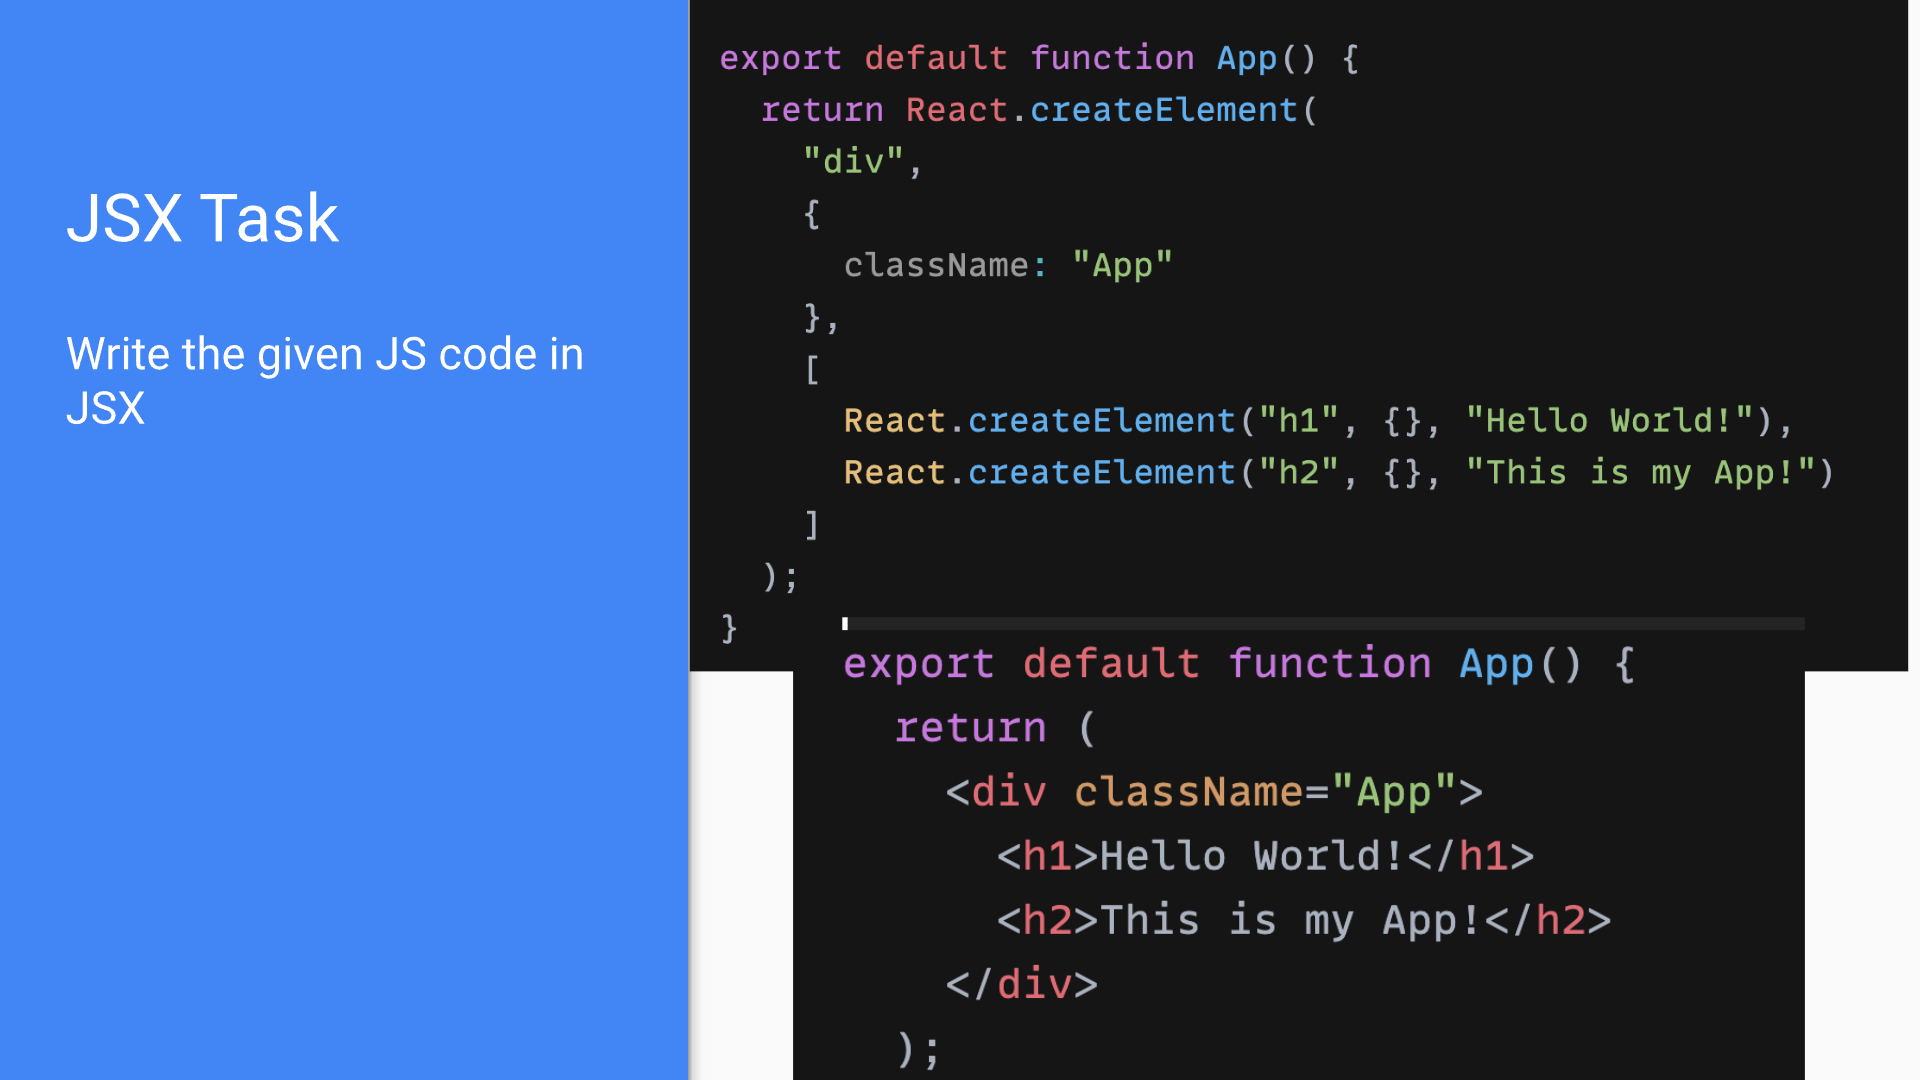 JSX Task
Write the given JS code in
JSX
export default function App() {
  return React.createElement(
    "div",
    {
      className: "App"
    },
    [
      React.createElement("h1", {}, "Hello World!"),
      React.createElement("h2", {}, "This is my App!")
    ]
  );
}
export default function App() {
  return (
    <div className="App">
      <h1>Hello World!</h1>
      <h2>This is my App!</h2>
    </div>
  );